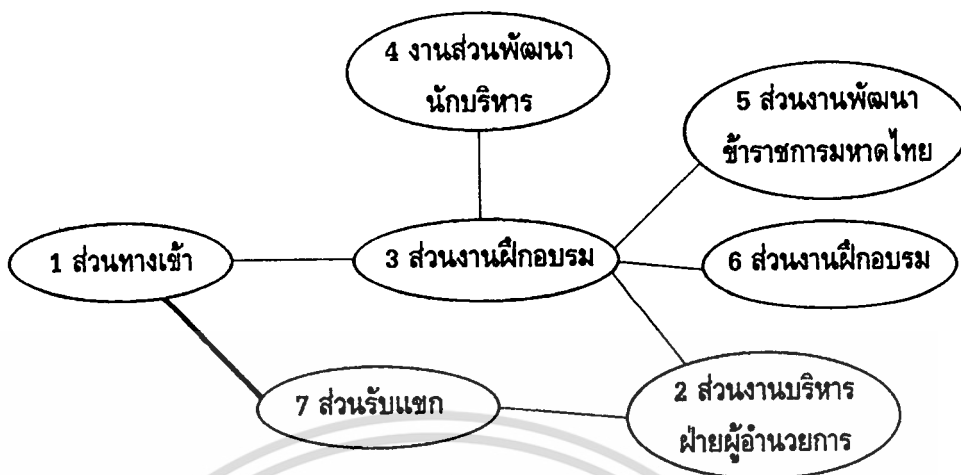 4 งานส่วนพัฒนา
นักบริหาร
5 ส่วนงานพัฒนา
ข้าราชการมหาดไทย
1 ส่วนทางเข้า
3 ส่วนงานฝึกอบรม
6 ส่วนงานฝึกอบรม
7 ส่วนรับแขก
2 ส่วนงานบริหาร
ฝ่ายผู้อำนวยการ